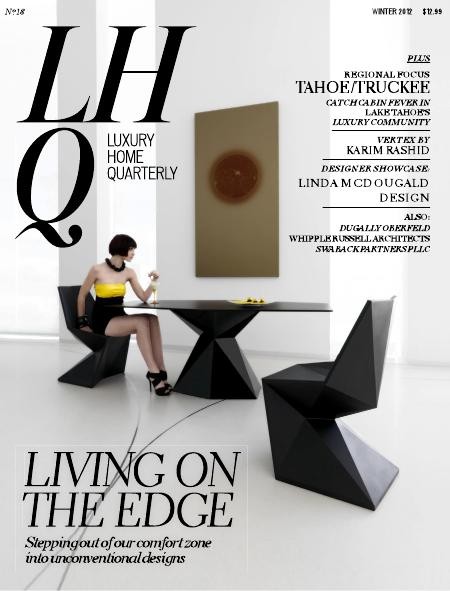 Nº18
WINTER 2012 $12.99
LH
Q
LUXURY
HOME
QUARTERLY
PLUS
REGIONAL FOCUS
TAHOE/TRUCKEE
CATCH CABIN FEVER IN
LAKE TAHOE'S
LUXURY COMMUNITY
VERTEX BY
KARIM RASHID
DESIGNER SHOWCASE:
LINDA MCDOUGALD
DESIGN
ALSO:
DUGALLY OBERFELD
WHIPPLE RUSSELL ARCHITECTS
SWABACK PARTNERS PLLC
LIVING ON
THE EDGE
Stepping out of our comfort zone
into unconventional designs